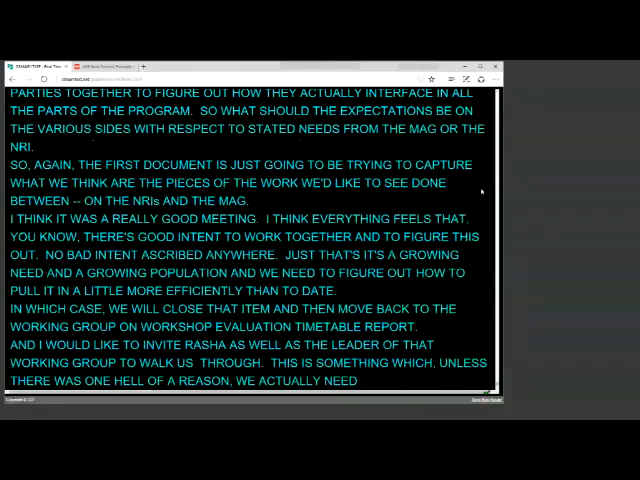 PARTIES TOGETHER TO FIGURE OUT HOW THEY ACTUALLY INTERFACE IN ALL
THE PARTS OF THE PROGRAM.  SO WHAT SHOULD THE EXPECTATIONS BE ON
THE VARIOUS SIDES WITH RESPECT TO STATED NEEDS FROM THE MAG OR THE
NRI.
SO, AGAIN, THE FIRST DOCUMENT IS JUST GOING TO BE TRYING TO CAPTURE
WHAT WE THINK ARE THE PIECES OF THE WORK WE'D LIKE TO SEE DONE
BETWEEN -- ON THE NRIs AND THE MAG.
I THINK IT WAS A REALLY GOOD MEETING.  I THINK EVERYTHING FEELS THAT,
YOU KNOW, THERE'S GOOD INTENT TO WORK TOGETHER AND TO FIGURE THIS
OUT.  NO BAD INTENT ASCRIBED ANYWHERE.  JUST THAT'S IT'S A GROWING
NEED AND A GROWING POPULATION AND WE NEED TO FIGURE OUT HOW TO
PULL IT IN A LITTLE MORE EFFICIENTLY THAN TO DATE.
IN WHICH CASE, WE WILL CLOSE THAT ITEM AND THEN MOVE BACK TO THE
WORKING GROUP ON WORKSHOP EVALUATION TIMETABLE REPORT.
AND I WOULD LIKE TO INVITE RASHA AS WELL AS THE LEADER OF THAT
WORKING GROUP TO WALK US  THROUGH.  THIS IS SOMETHING WHICH, UNLESS
THERE WAS ONE HELL OF A REASON, WE ACTUALLY NEED